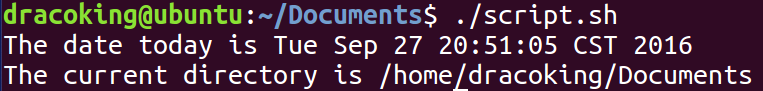 dracoking@ubuntu:~/Documents$ ./script.sh
The date today is Tue Sep 27 20:51:05 CST 2016
The current directory is /home/dracoking/Documents